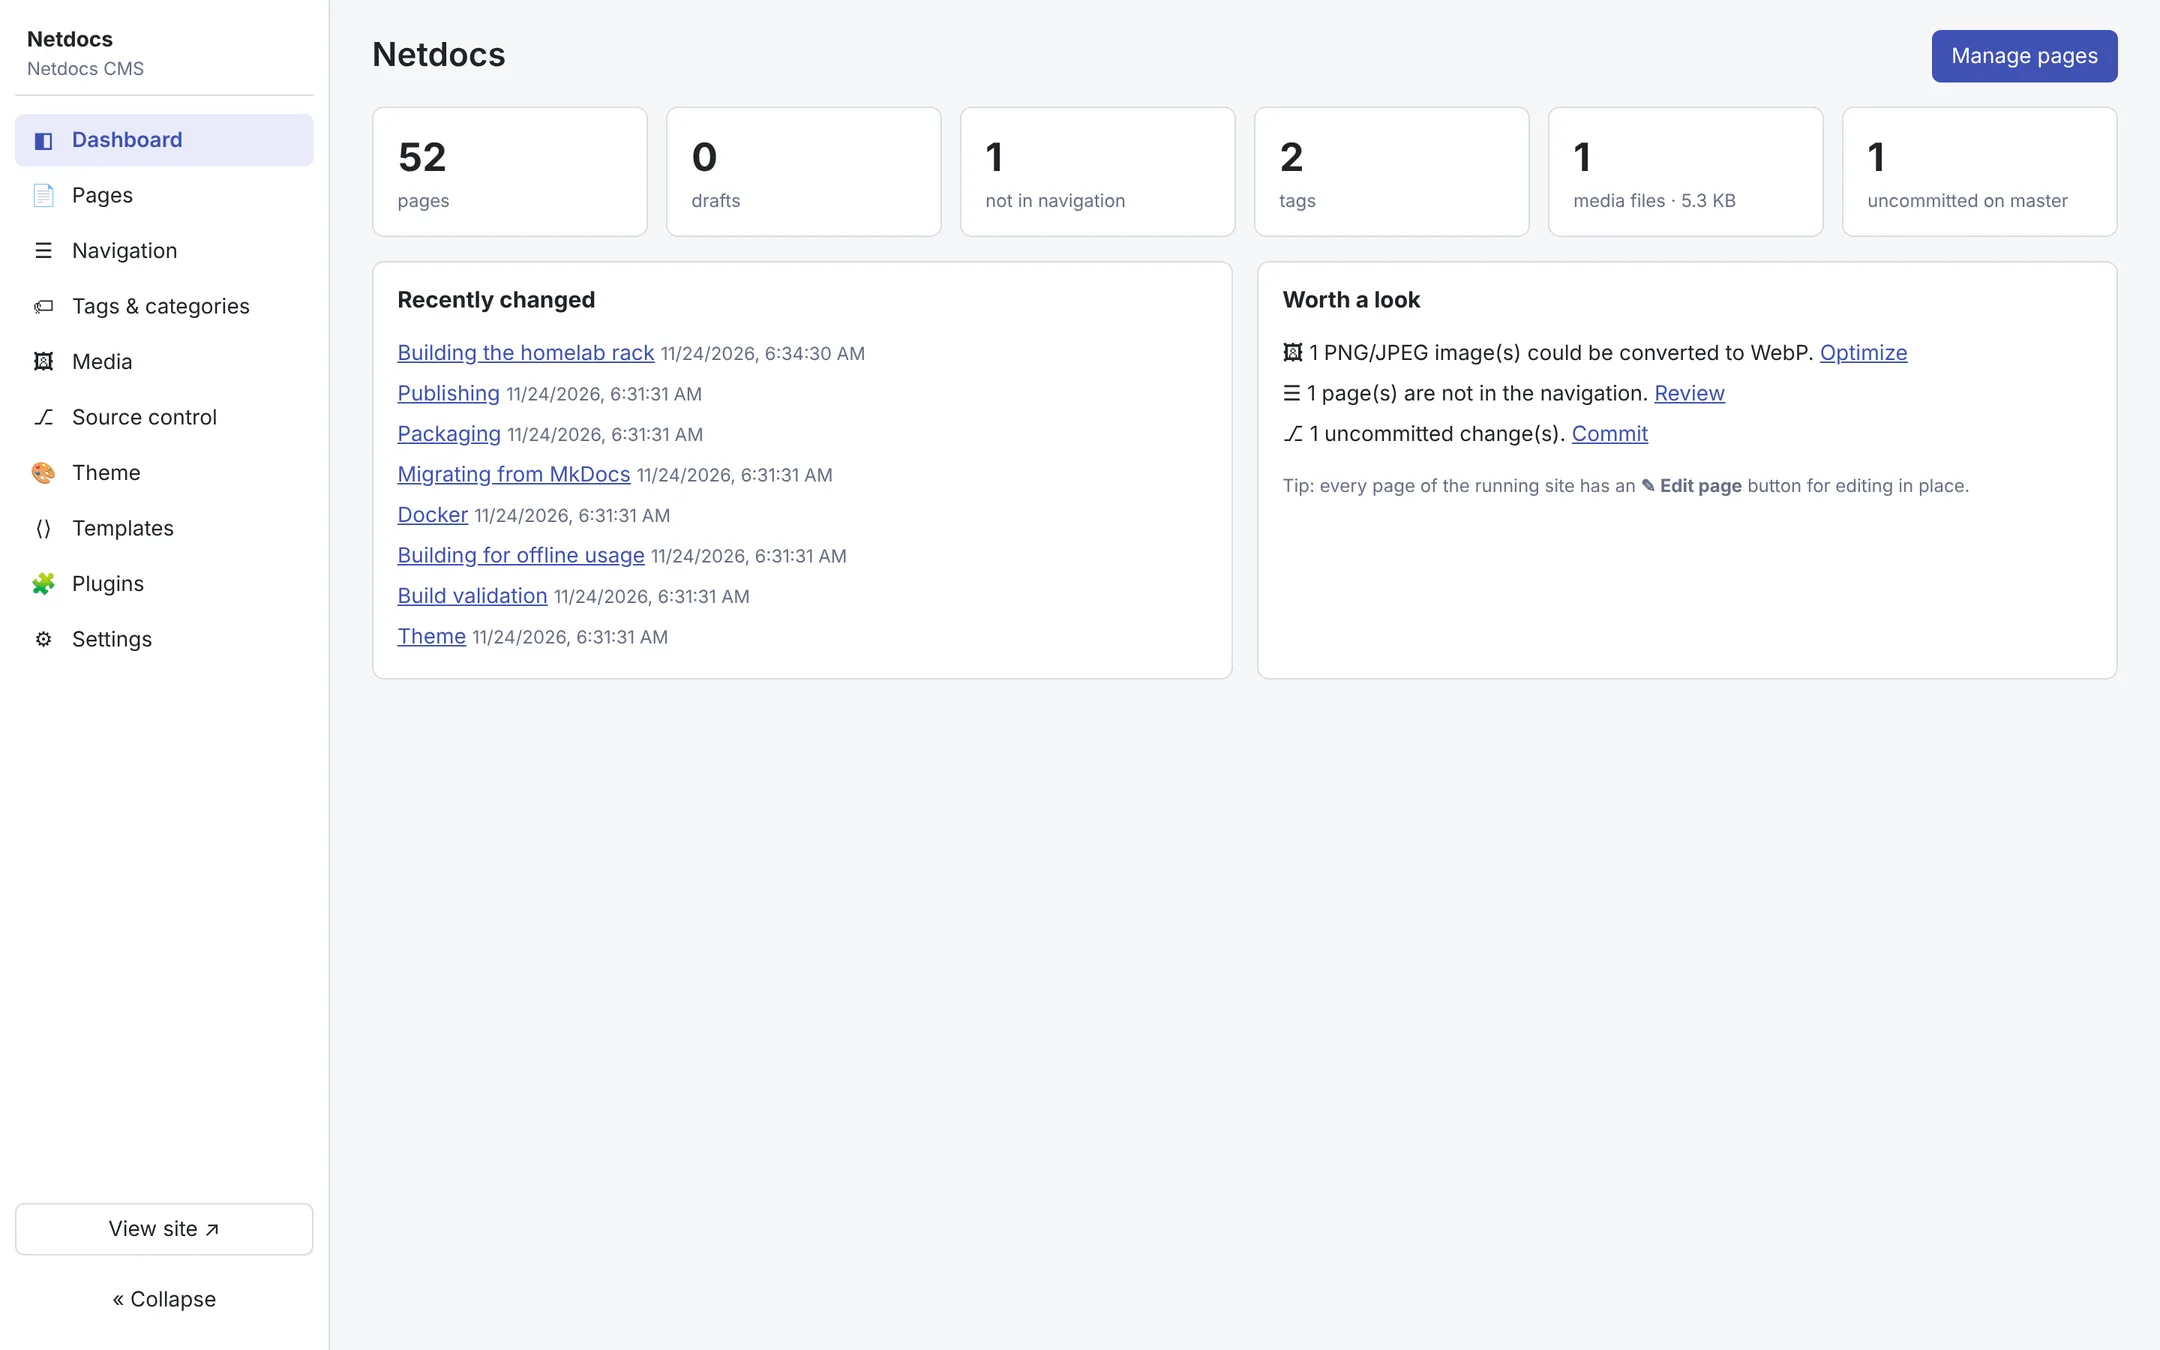 Netdocs
Netdocs CMS
Dashboard
Pages
Navigation
Tags & categories
Media
Source control
Theme
Templates
Plugins
Settings
View site ↗
« Collapse
Netdocs
Manage pages
52
pages
0
drafts
1
not in navigation
2
tags
1
media files · 5.3 KB
1
uncommitted on master
Recently changed
Building the homelab rack 11/24/2026, 6:34:30 AM
Publishing 11/24/2026, 6:31:31 AM
Packaging 11/24/2026, 6:31:31 AM
Migrating from MkDocs 11/24/2026, 6:31:31 AM
Docker 11/24/2026, 6:31:31 AM
Building for offline usage 11/24/2026, 6:31:31 AM
Build validation 11/24/2026, 6:31:31 AM
Theme 11/24/2026, 6:31:31 AM
Worth a look
1 PNG/JPEG image(s) could be converted to WebP. Optimize
1 page(s) are not in the navigation. Review
1 uncommitted change(s). Commit
Tip: every page of the running site has an ✎ Edit page button for editing in place.